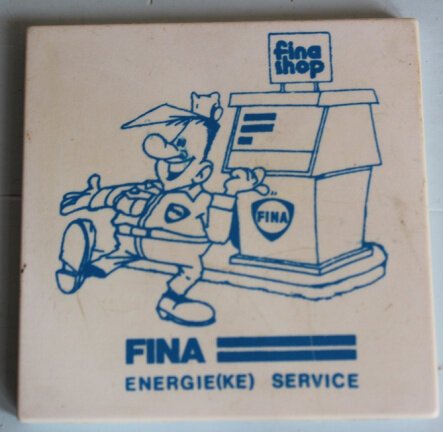 fina
shop
FINA
FINA
ENERGIE(KE) SERVICE